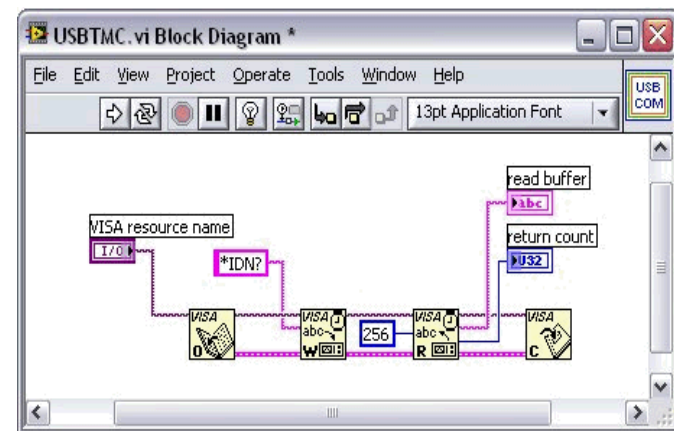 USBTMC.vi Block Diagram *
File Edit View Project Operate Tools Window Help
13pt Application Font
USB
COM
read buffer
abc
VISA resource name
return count
I/O
U32
*IDN?
VISA
VISA
VISA
VISA
abc
256
abc
O
W
R
C